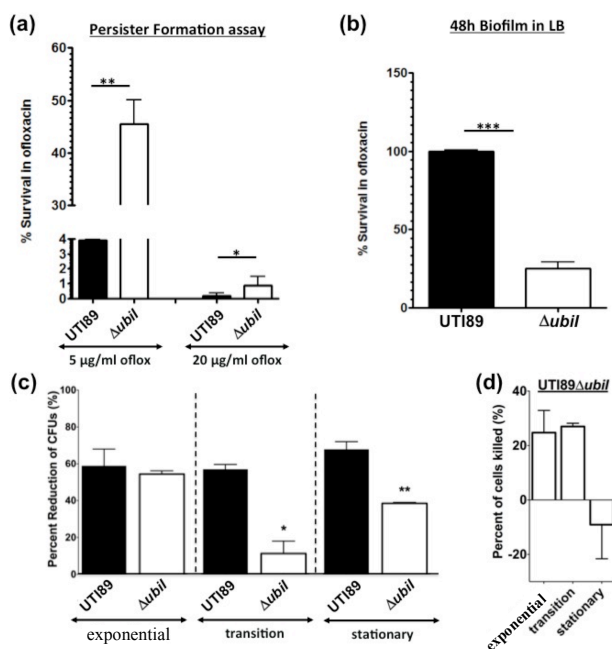 (a)
Persister Formation assay
% Survival in ofloxacin
60
50
40
30
4
3
2
1
0
**
*
UTI89
Δubil
UTI89
Δubil
5 μg/ml oflox
20 μg/ml oflox
(b)
48h Biofilm in LB
% Survival in ofloxacin
150
100
50
0
***
UTI89
Δubil
(c)
Percent Reduction of CFUs (%)
100
80
60
40
20
0
*
**
UTI89
Δubil
UTI89
Δubil
UTI89
Δubil
exponential
transition
stationary
(d)
UTI89Δubil
Percent of cells killed (%)
40
20
0
-20
exponential
transition
stationary